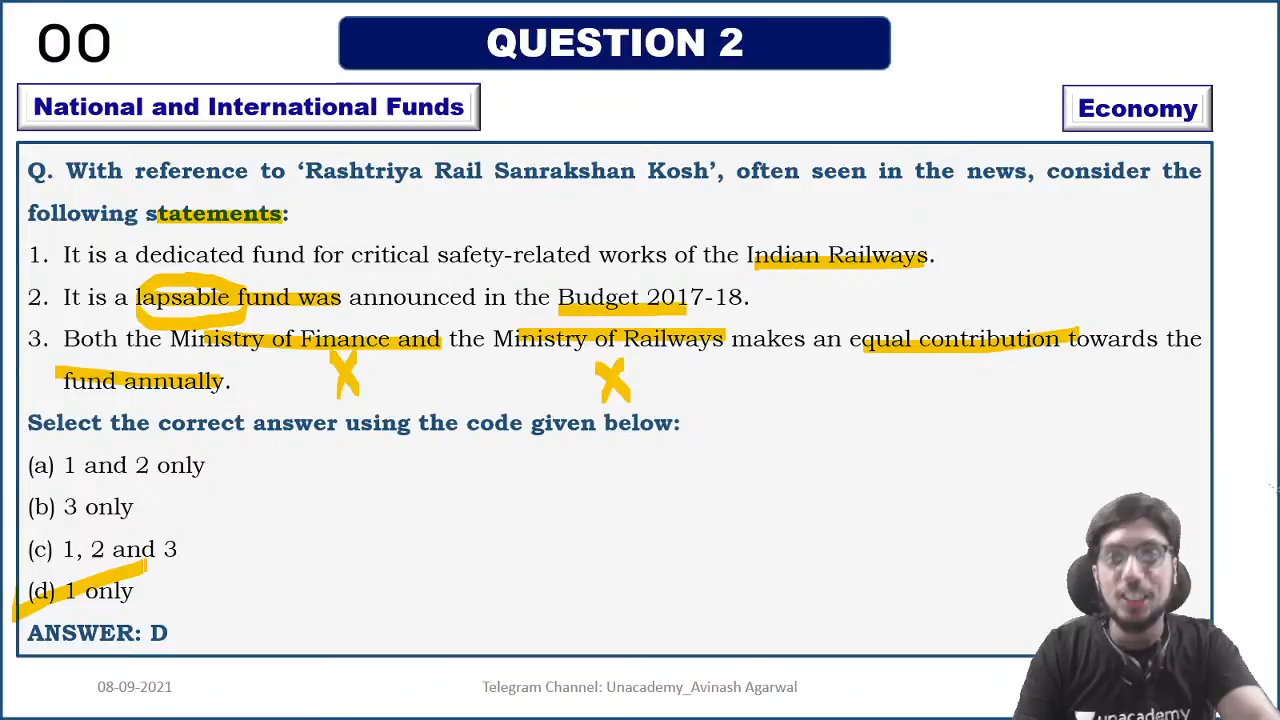 00
QUESTION 2
National and International Funds
Economy
Q. With reference to ‘Rashtriya Rail Sanrakshan Kosh’, often seen in the news, consider the
following statements:
1. It is a dedicated fund for critical safety-related works of the Indian Railways.
2. It is a lapsable fund was announced in the Budget 2017-18.
3. Both the Ministry of Finance and the Ministry of Railways makes an equal contribution towards the
fund annually.
Select the correct answer using the code given below:
(a) 1 and 2 only
(b) 3 only
(c) 1, 2 and 3
(d) 1 only
ANSWER: D
08-09-2021
Telegram Channel: Unacademy_Avinash Agarwal
unacademy